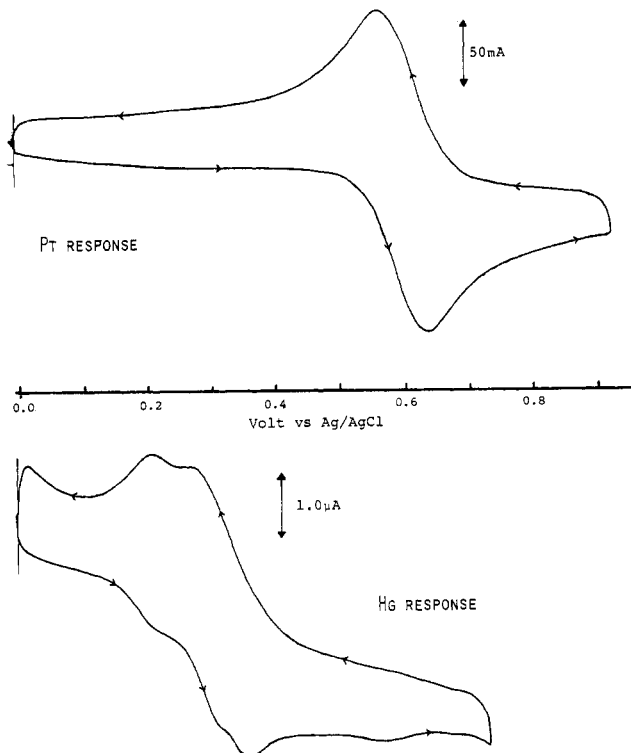 50mA
PT RESPONSE
0.0 0.2 0.4 0.6 0.8
Volt vs Ag/AgCl
1.0μA
HG RESPONSE